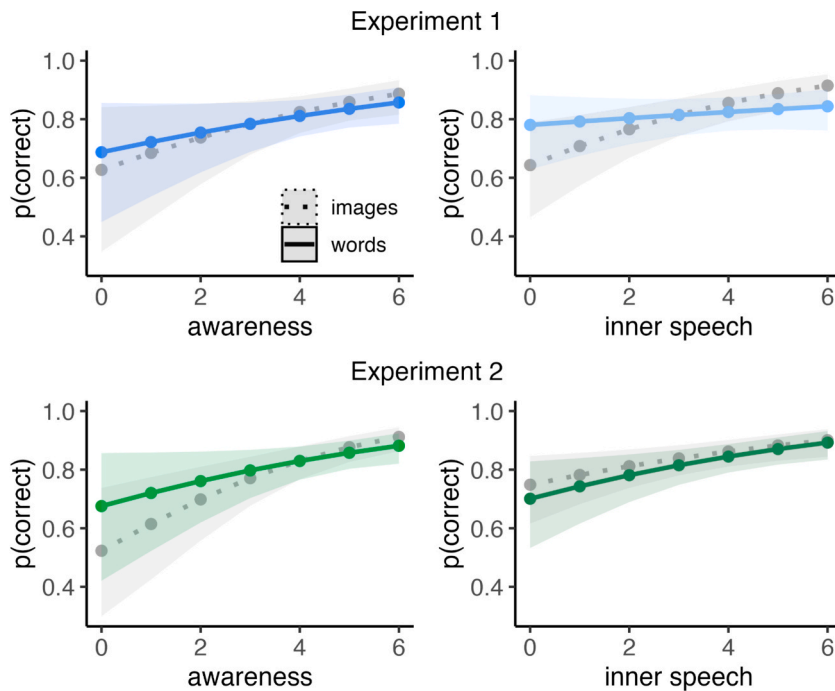 Experiment 1
1.0
0.8
0.6
0.4
p(correct)
0 2 4 6
awareness
images
words
1.0
0.8
0.6
0.4
p(correct)
0 2 4 6
inner speech
Experiment 2
1.0
0.8
0.6
0.4
p(correct)
0 2 4 6
awareness
1.0
0.8
0.6
0.4
p(correct)
0 2 4 6
inner speech